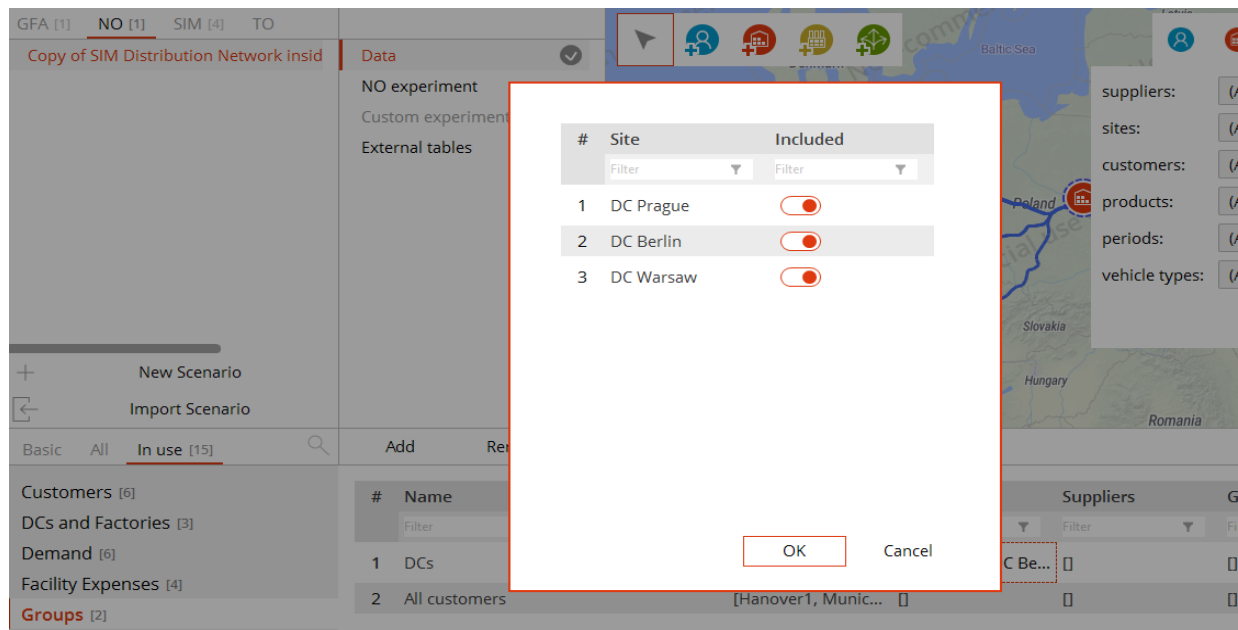 GFA [1] NO [1] SIM [4] TO
Copy of SIM Distribution Network insid
Data
NO experiment
Custom experiment
External tables
New Scenario
Import Scenario
Basic All In use [15]
Customers [6]
DCs and Factories [3]
Demand [6]
Facility Expenses [4]
Groups [2]
# Site Included
Filter Filter
1 DC Prague
2 DC Berlin
3 DC Warsaw
OK Cancel
Baltic Sea
Poland
Slovakia
Hungary
Romania
suppliers: (A
sites: (A
customers: (A
products: (A
periods: (A
vehicle types: (A
Add Rer
# Name Suppliers G
Filter Filter Fi
1 DCs C Be... [] []
2 All customers [Hanover1, Munic... [] [] []